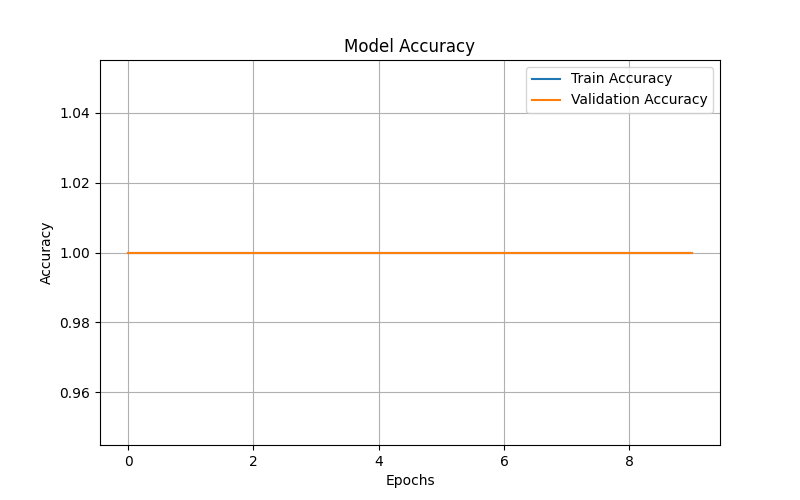 Model Accuracy
Train Accuracy
Validation Accuracy
1.04
1.02
1.00
0.98
0.96
Accuracy
0 2 4 6 8
Epochs